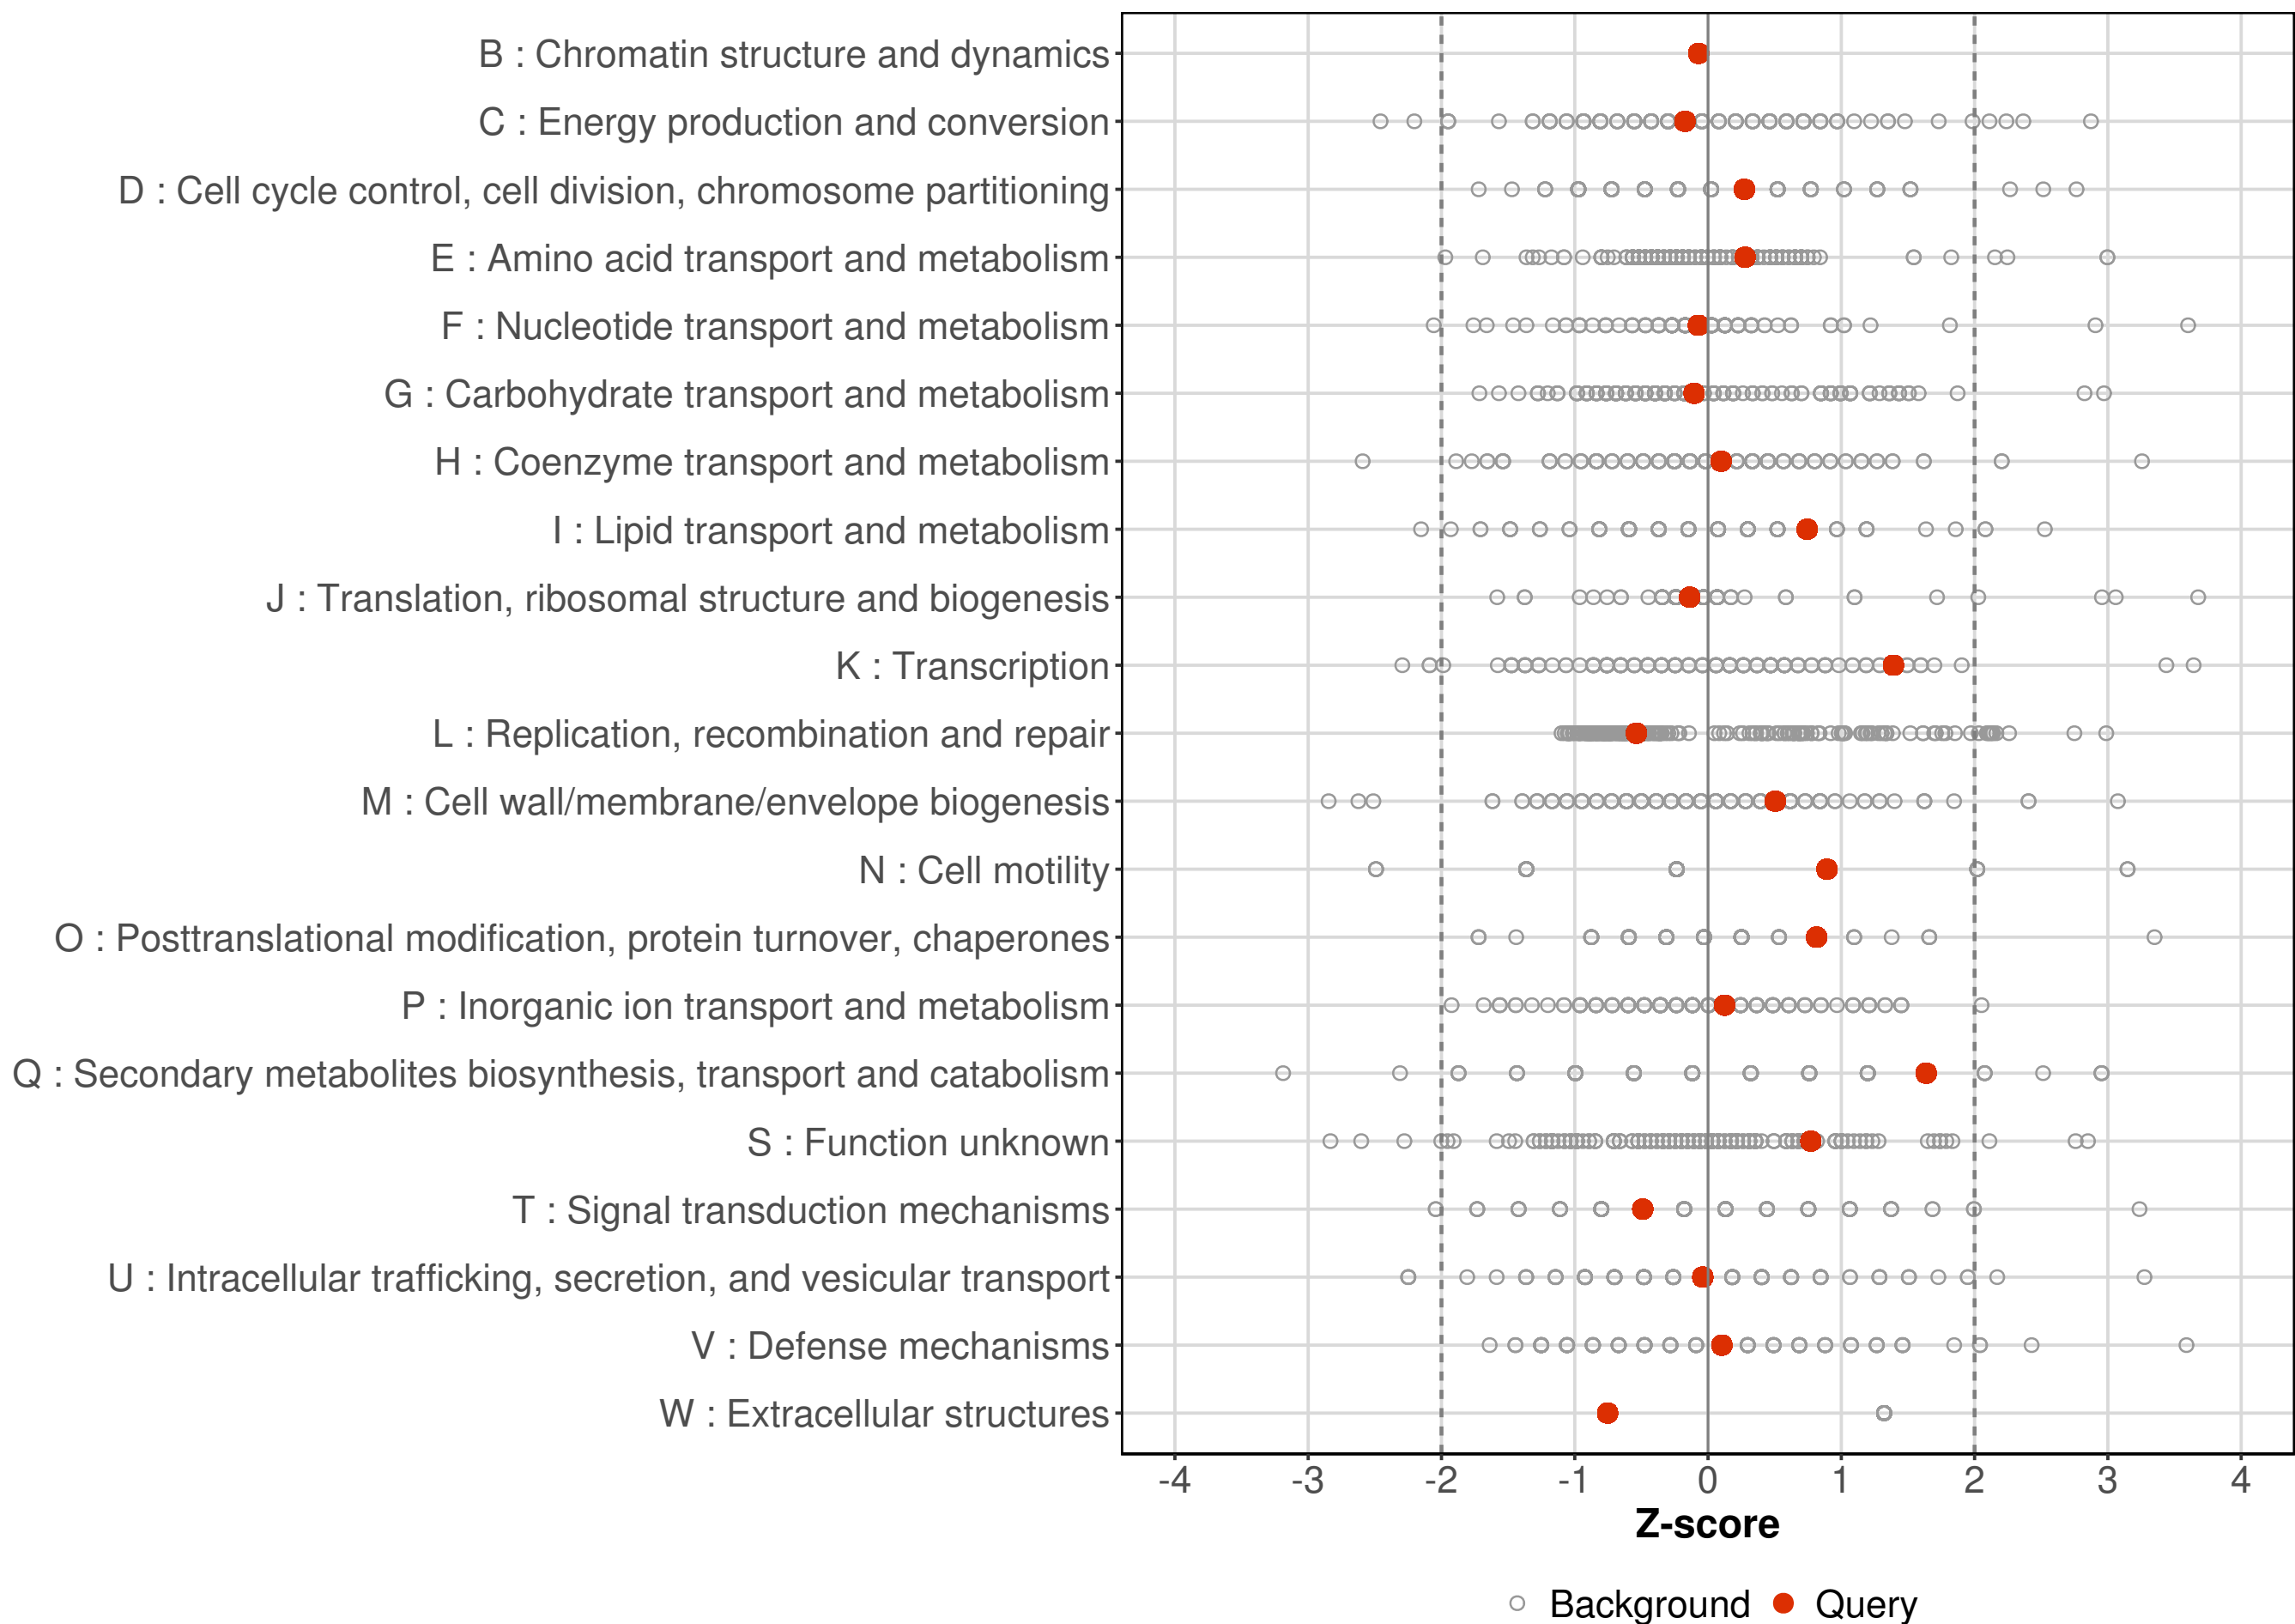 B : Chromatin structure and dynamics
C : Energy production and conversion
D : Cell cycle control, cell division, chromosome partitioning
E : Amino acid transport and metabolism
F : Nucleotide transport and metabolism
G : Carbohydrate transport and metabolism
H : Coenzyme transport and metabolism
I : Lipid transport and metabolism
J : Translation, ribosomal structure and biogenesis
K : Transcription
L : Replication, recombination and repair
M : Cell wall/membrane/envelope biogenesis
N : Cell motility
O : Posttranslational modification, protein turnover, chaperones
P : Inorganic ion transport and metabolism
Q : Secondary metabolites biosynthesis, transport and catabolism
S : Function unknown
T : Signal transduction mechanisms
U : Intracellular trafficking, secretion, and vesicular transport
V : Defense mechanisms
W : Extracellular structures
-4 -3 -2 -1 0 1 2 3 4
Z-score
Background Query